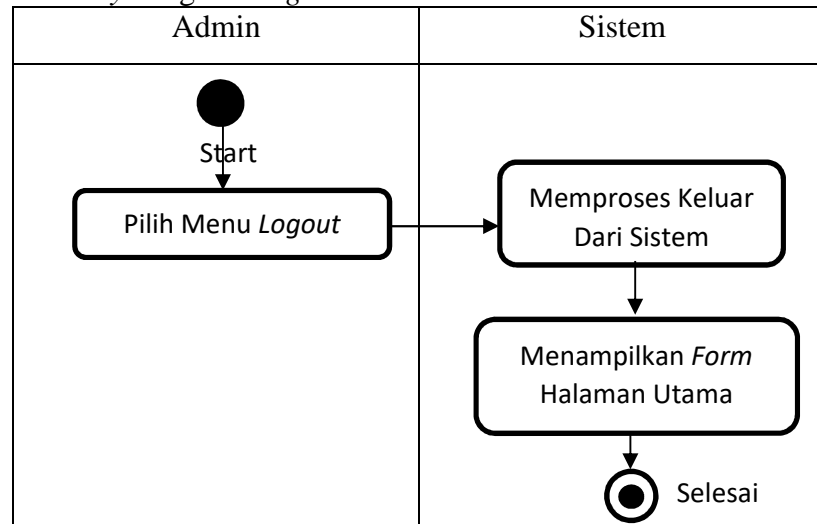 Admin
Sistem
Start
Pilih Menu Logout
Memproses Keluar
Dari Sistem
Menampilkan Form
Halaman Utama
Selesai